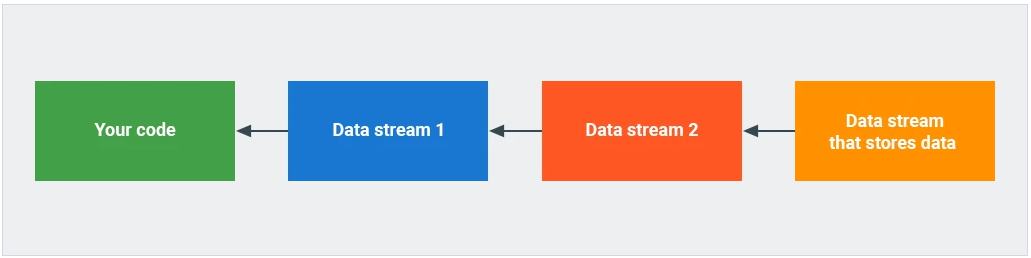 Your code
Data stream 1
Data stream 2
Data stream
that stores data